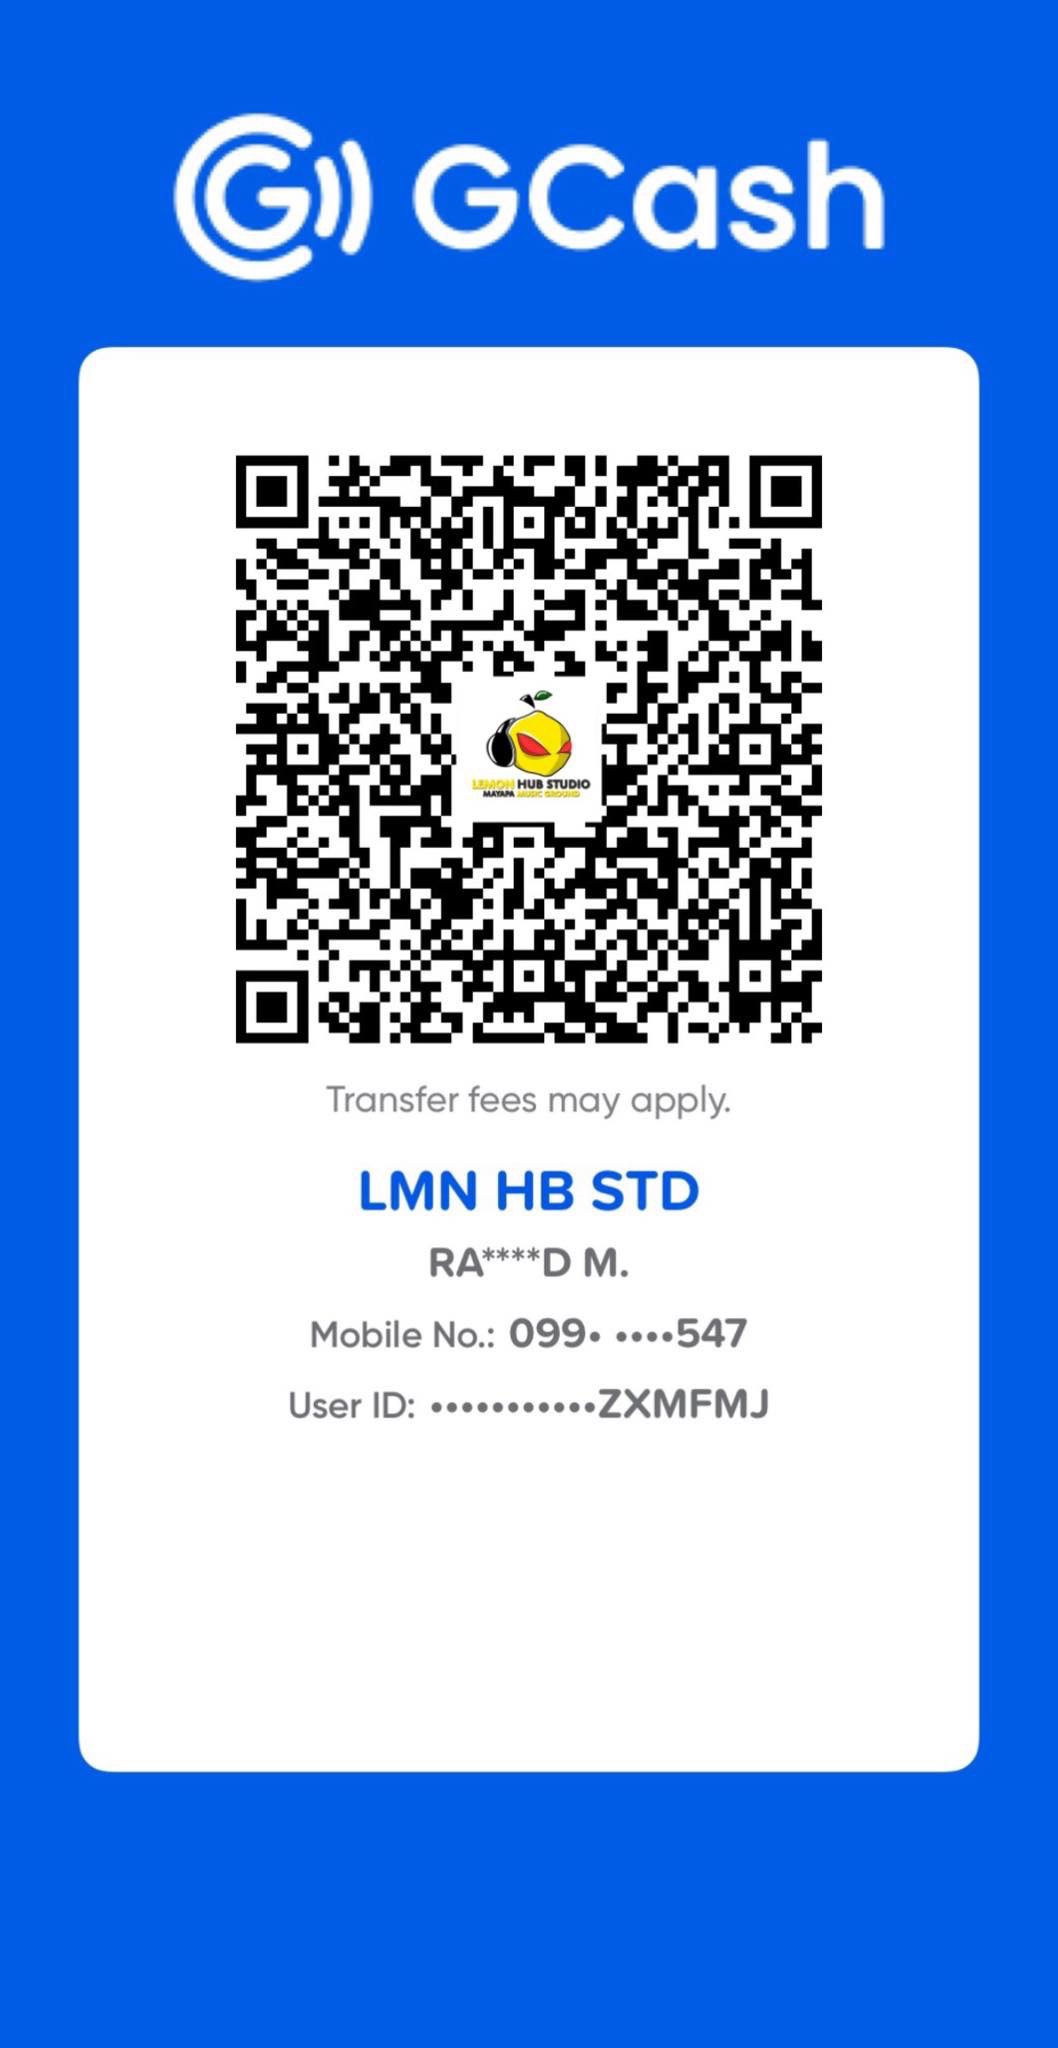 GCash
LEMON HUB STUDIO
MAYAPA MUSIC GROUND
Transfer fees may apply.
LMN HB STD
RA****D M.
Mobile No.: 099• ••••547
User ID: •••••••••••ZXMFMJ